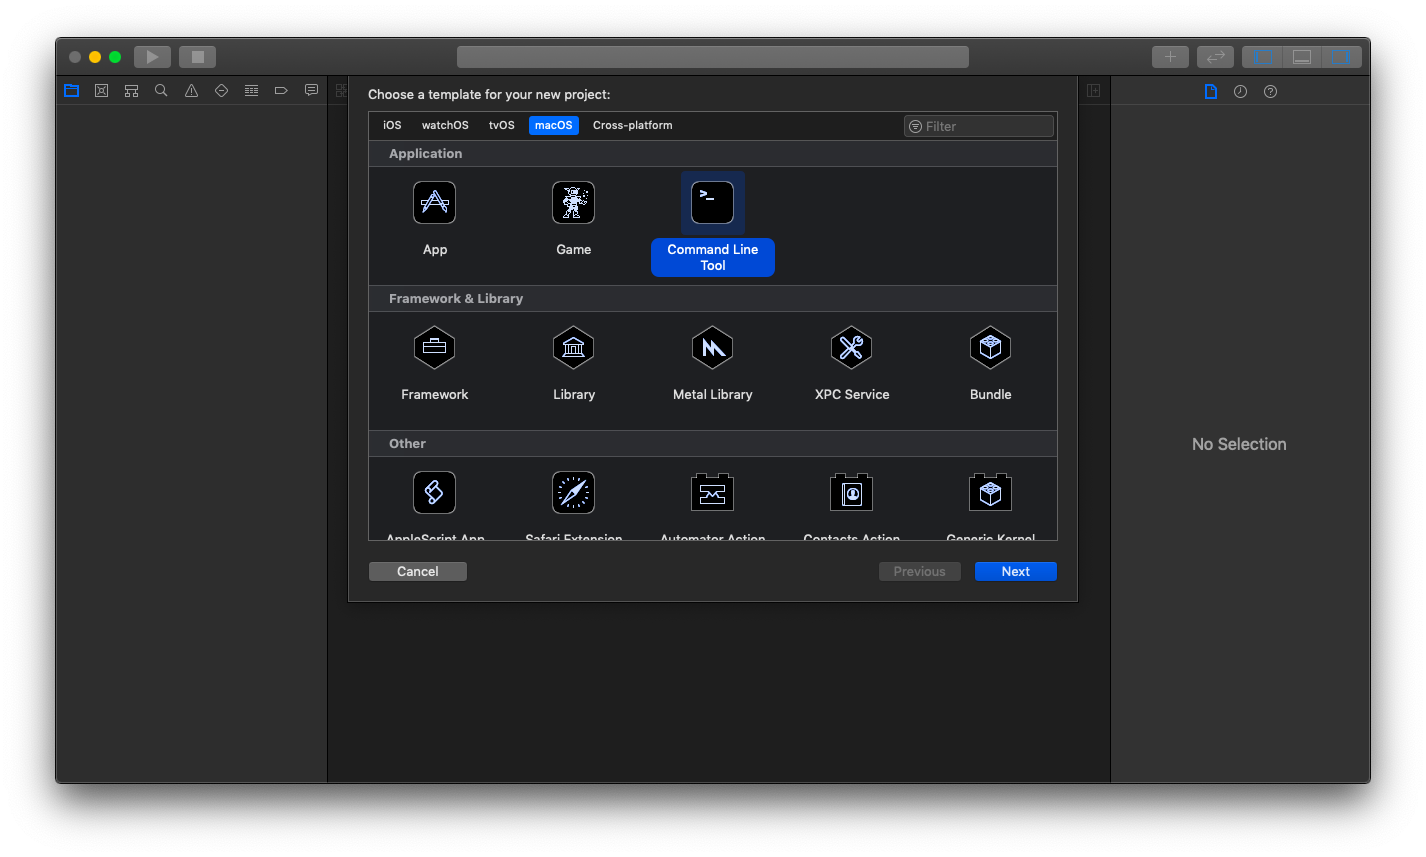 Choose a template for your new project:
iOS watchOS tvOS macOS Cross-platform Filter
Application
>_
App Game Command Line
Tool
Framework & Library
Framework Library Metal Library XPC Service Bundle
Other
AppleScript App Safari Extension Automator Action Contacts Action Generic Kernel
Cancel Previous Next
No Selection